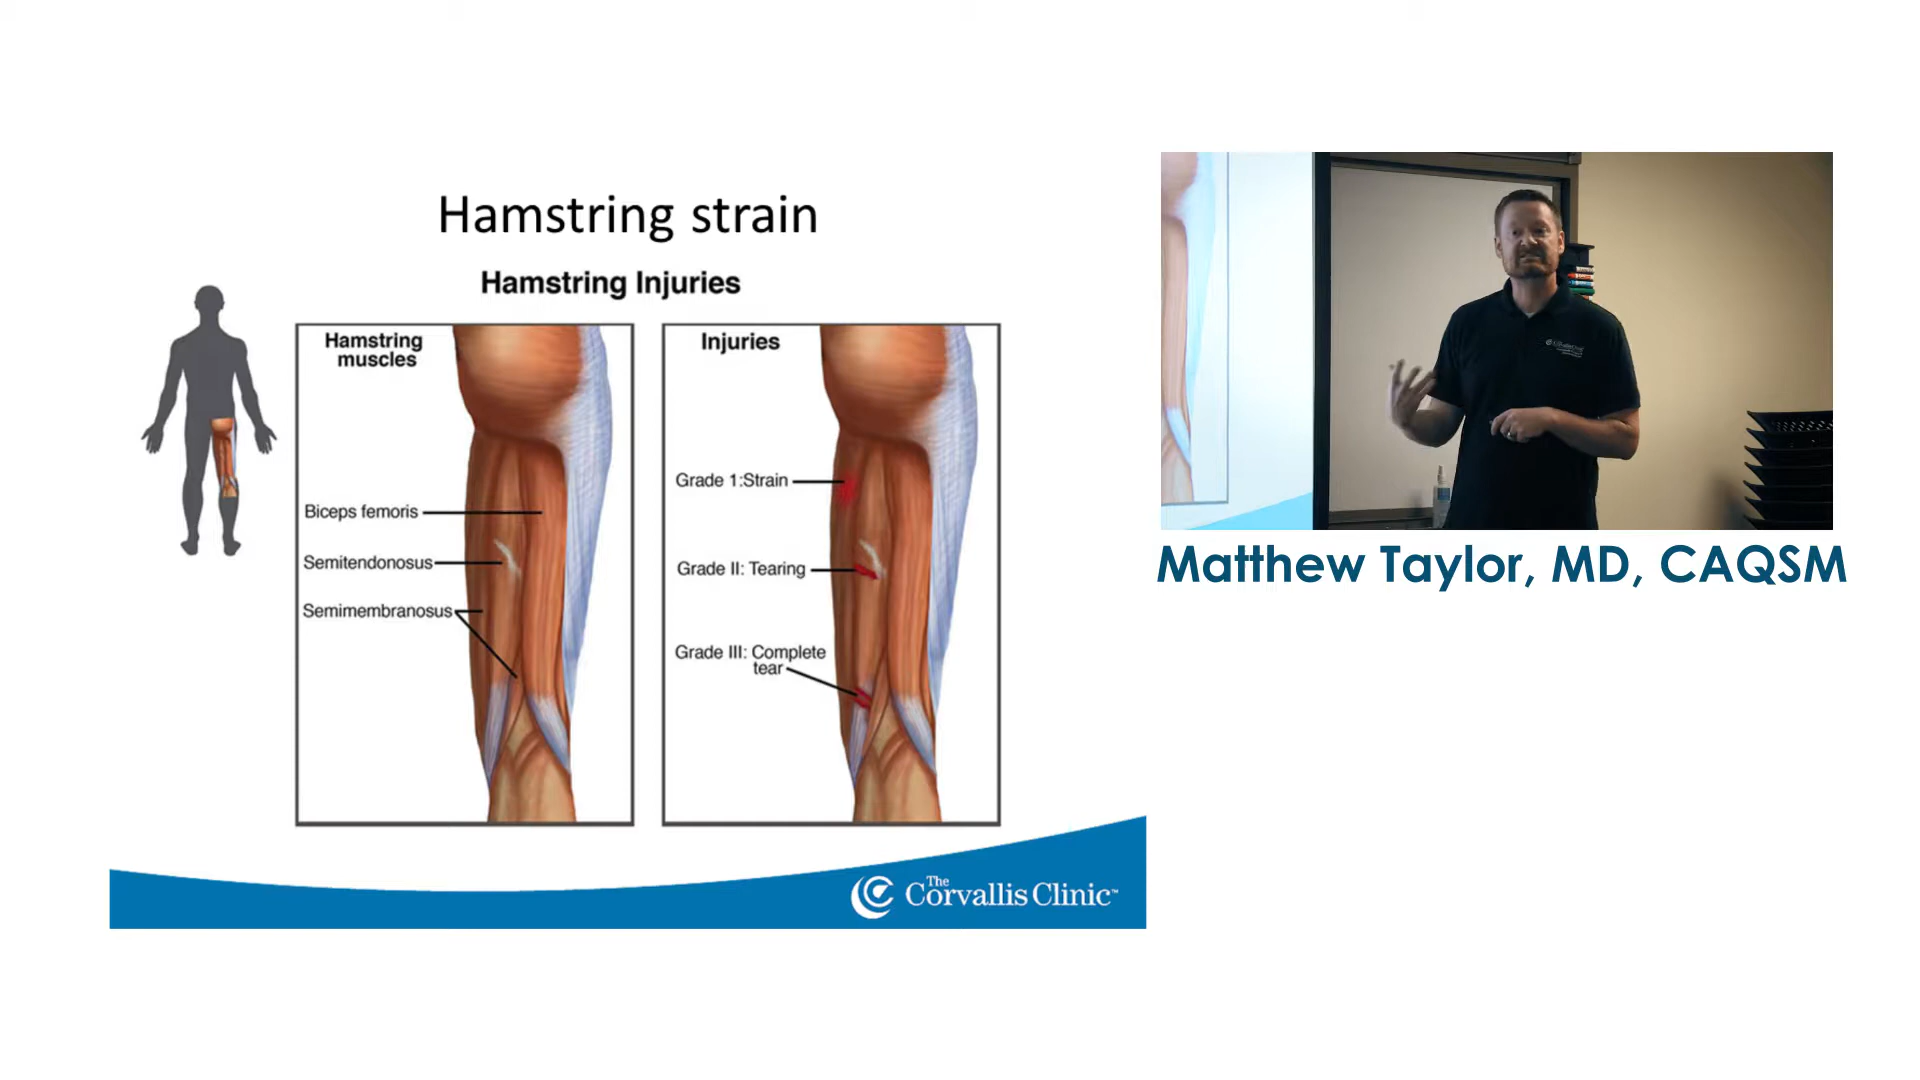 Hamstring strain
Hamstring Injuries
Hamstring
muscles
Biceps femoris
Semitendonosus
Semimembranosus
Injuries
Grade 1:Strain
Grade II: Tearing
Grade III: Complete
tear
The
Corvallis Clinic™
Matthew Taylor, MD, CAQSM